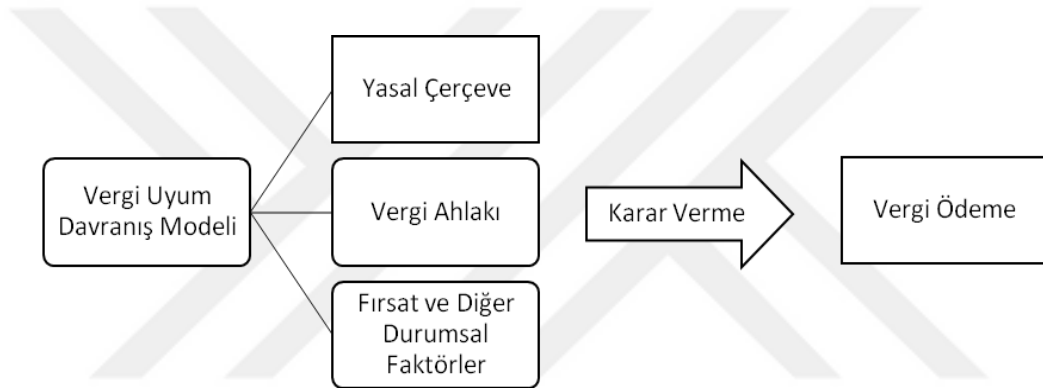 Yasal Çerçeve
Vergi Uyum
Davranış Modeli
Vergi Ahlakı
Karar Verme
Vergi Ödeme
Fırsat ve Diğer
Durumsal
Faktörler